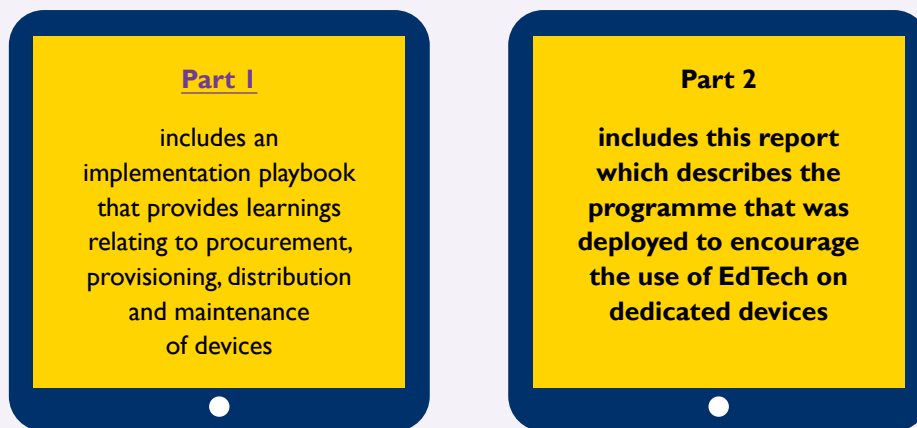 Part 1
includes an
implementation playbook
that provides learnings
relating to procurement,
provisioning, distribution
and maintenance
of devices
Part 2
includes this report
which describes the
programme that was
deployed to encourage
the use of EdTech on
dedicated devices